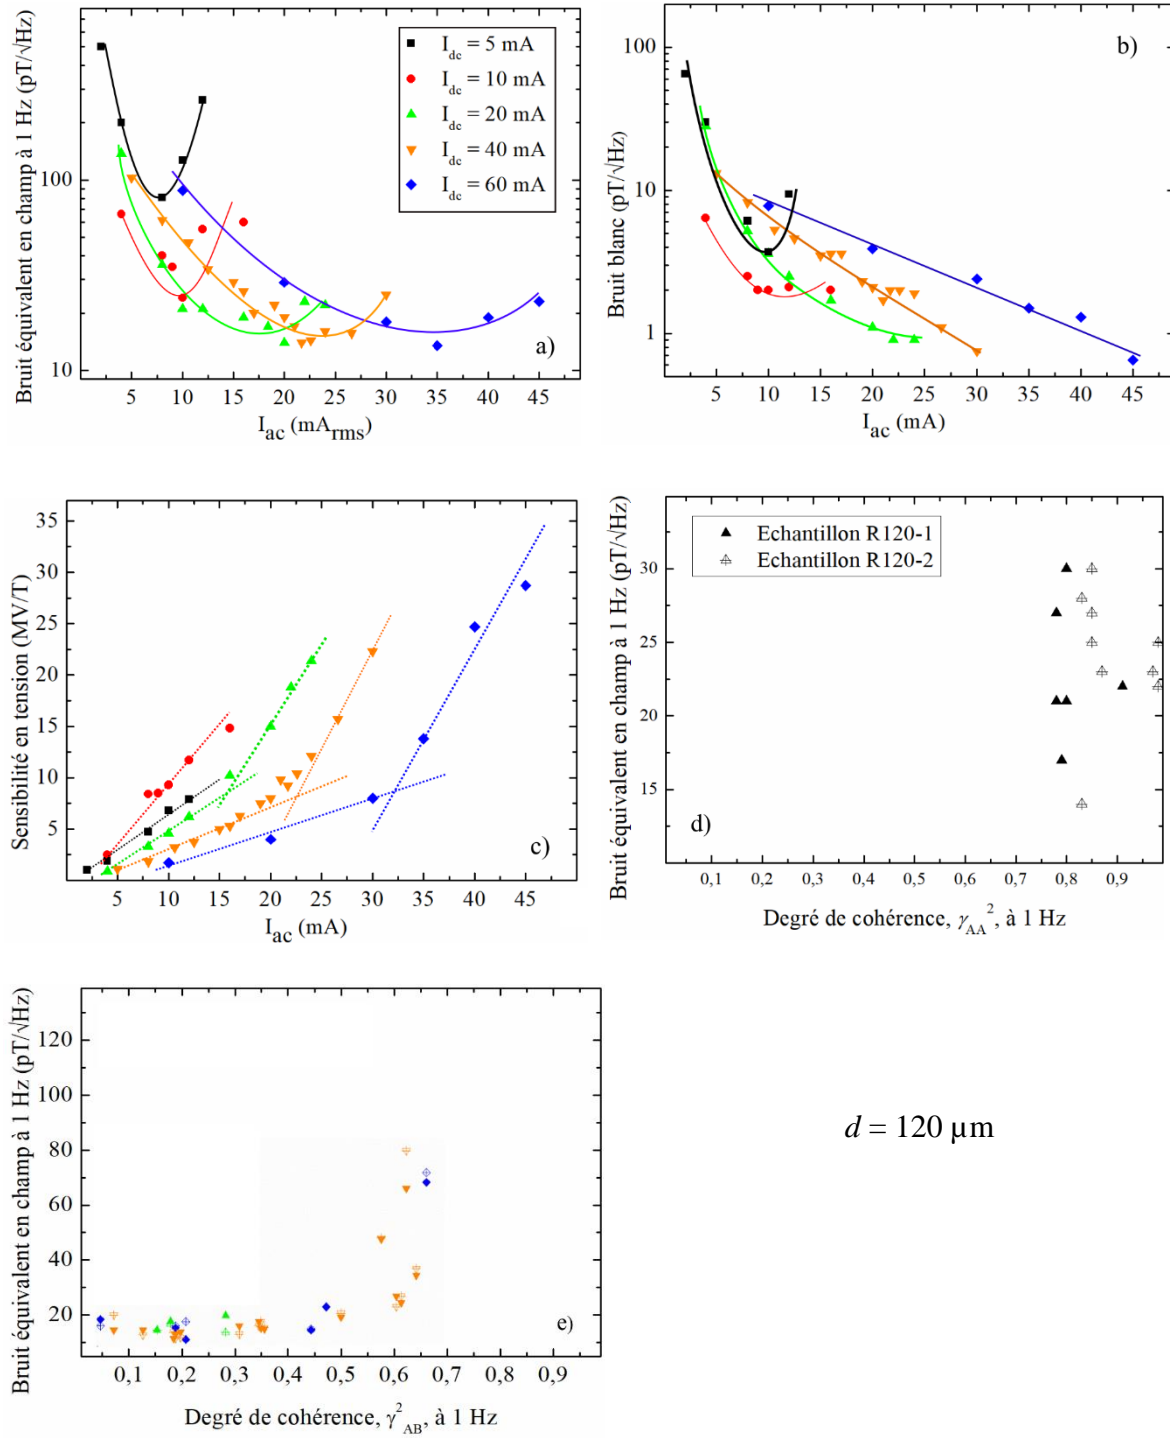 Bruit équivalent en champ à 1 Hz (pT/√Hz)
100
10
I_dc = 5 mA
I_dc = 10 mA
I_dc = 20 mA
I_dc = 40 mA
I_dc = 60 mA
a)
5 10 15 20 25 30 35 40 45
I_ac (mA_rms)
Bruit blanc (pT/√Hz)
100
10
1
b)
5 10 15 20 25 30 35 40 45
I_ac (mA)
Sensibilité en tension (MV/T)
35
30
25
20
15
10
5
c)
5 10 15 20 25 30 35 40 45
I_ac (mA)
Bruit équivalent en champ à 1 Hz (pT/√Hz)
30
25
20
15
Echantillon R120-1
Echantillon R120-2
d)
0,1 0,2 0,3 0,4 0,5 0,6 0,7 0,8 0,9
Degré de cohérence, γ_AA², à 1 Hz
Bruit équivalent en champ à 1 Hz (pT/√Hz)
120
100
80
60
40
20
e)
0,1 0,2 0,3 0,4 0,5 0,6 0,7 0,8 0,9
Degré de cohérence, γ²_AB, à 1 Hz
d = 120 µm